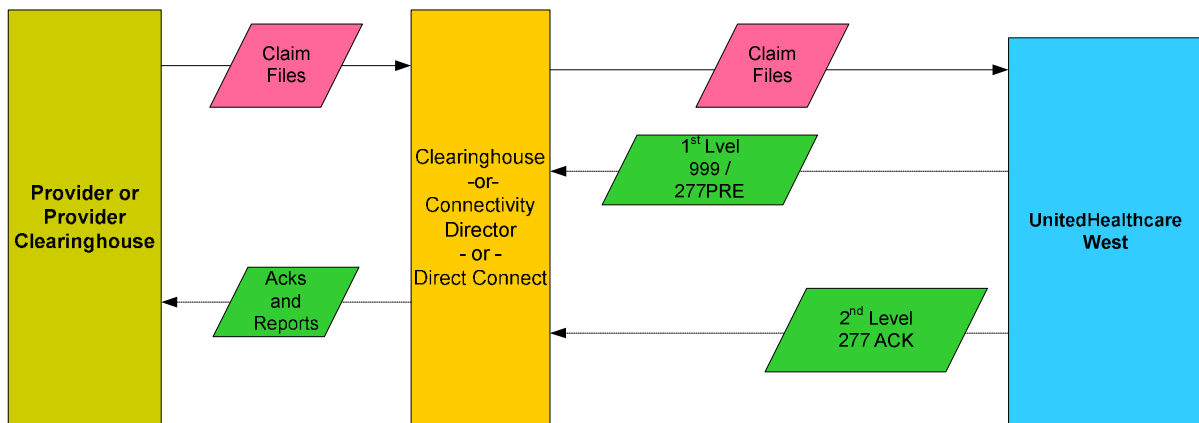 Claim
Files
Claim
Files
1st Lvel
999 /
277PRE
Provider or
Provider
Clearinghouse
Clearinghouse
-or-
Connectivity
Director
- or -
Direct Connect
UnitedHealthcare
West
Acks
and
Reports
2nd Level
277 ACK